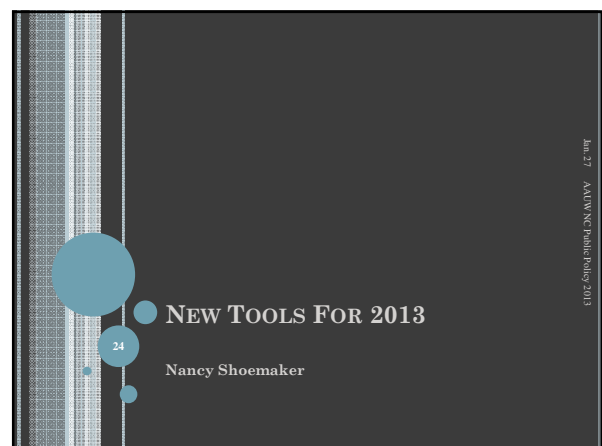 Jan. 27 AAUW NC Public Policy 2013
NEW TOOLS FOR 2013
24
Nancy Shoemaker